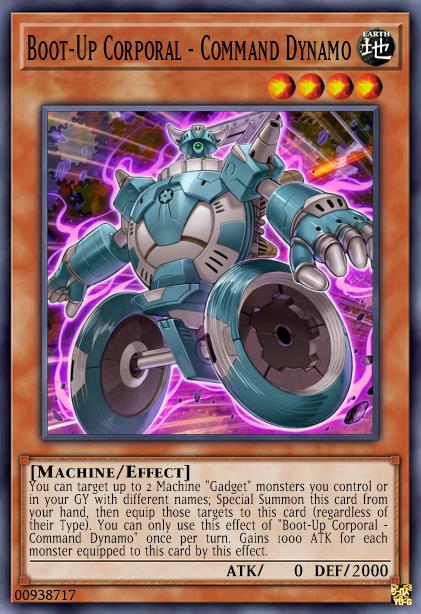 Boot-Up Corporal - Command Dynamo
EARTH
地
[Machine/Effect]
You can target up to 2 Machine "Gadget" monsters you control or
in your GY with different names; Special Summon this card from
your hand, then equip those targets to this card (regardless of
their Type). You can only use this effect of "Boot-Up Corporal -
Command Dynamo" once per turn. Gains 1000 ATK for each
monster equipped to this card by this effect.
ATK/ 0 DEF/2000
00938717